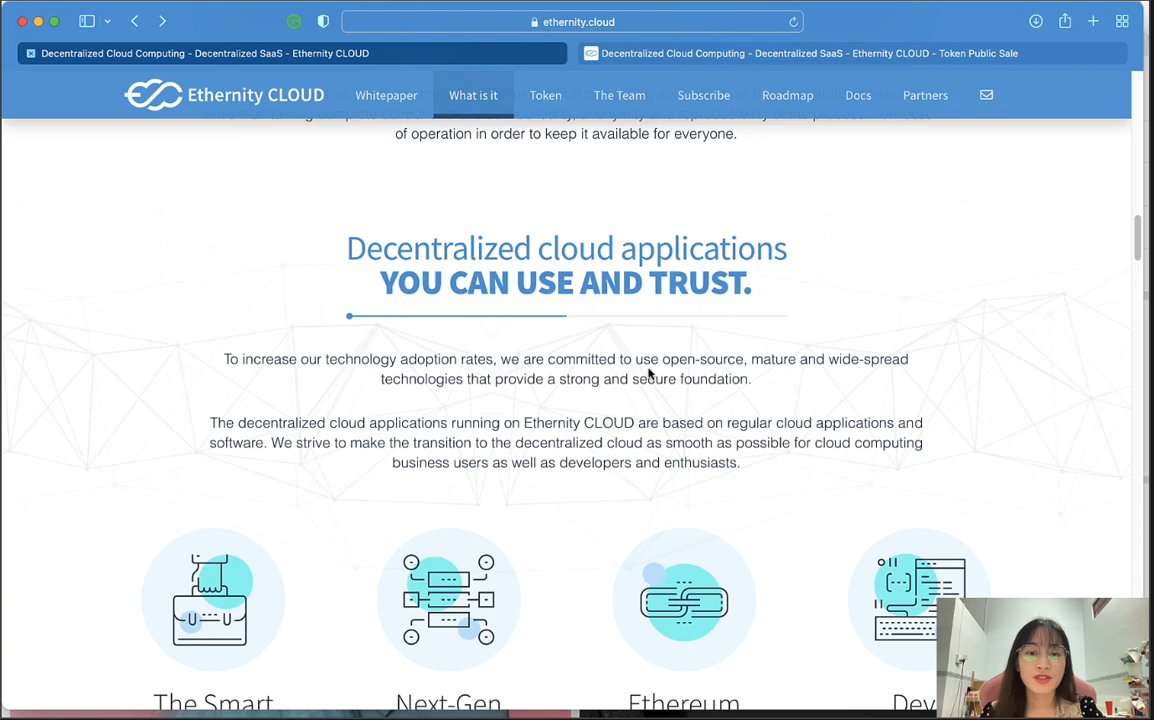 ethernity.cloud
Decentralized Cloud Computing - Decentralized SaaS - Ethernity CLOUD
Decentralized Cloud Computing - Decentralized SaaS - Ethernity CLOUD - Token Public Sale
Ethernity CLOUD
Whitepaper
What is it
Token
The Team
Subscribe
Roadmap
Docs
Partners
of operation in order to keep it available for everyone.
Decentralized cloud applications
YOU CAN USE AND TRUST.
To increase our technology adoption rates, we are committed to use open-source, mature and wide-spread
technologies that provide a strong and secure foundation.
The decentralized cloud applications running on Ethernity CLOUD are based on regular cloud applications and
software. We strive to make the transition to the decentralized cloud as smooth as possible for cloud computing
business users as well as developers and enthusiasts.
The Smart
Next-Gen
Ethereum